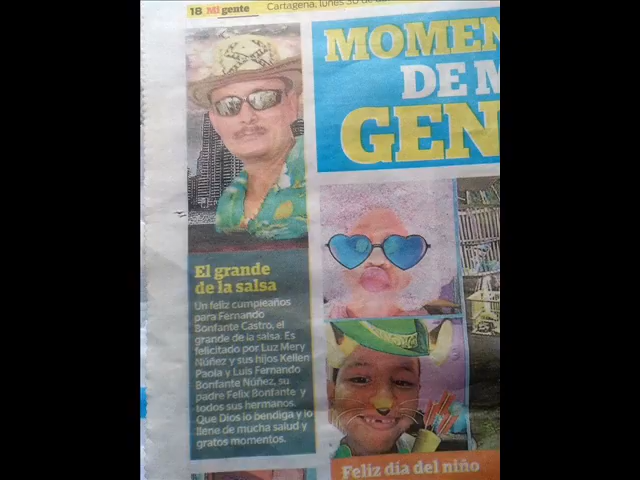 18 Mi gente
Cartagena, lunes 30 de
MOMEN
DE M
GEN
El grande
de la salsa
Un feliz cumpleaños
para Fernando
Bonfante Castro, el
grande de la salsa. Es
felicitado por Luz Mery
Núñez y sus hijos Kellen
Paola y Luis Fernando
Bonfante Núñez, su
padre Felix Bonfante y
todos sus hermanos.
Que Dios lo bendiga y lo
llene de mucha salud y
gratos momentos.
Feliz día del niño